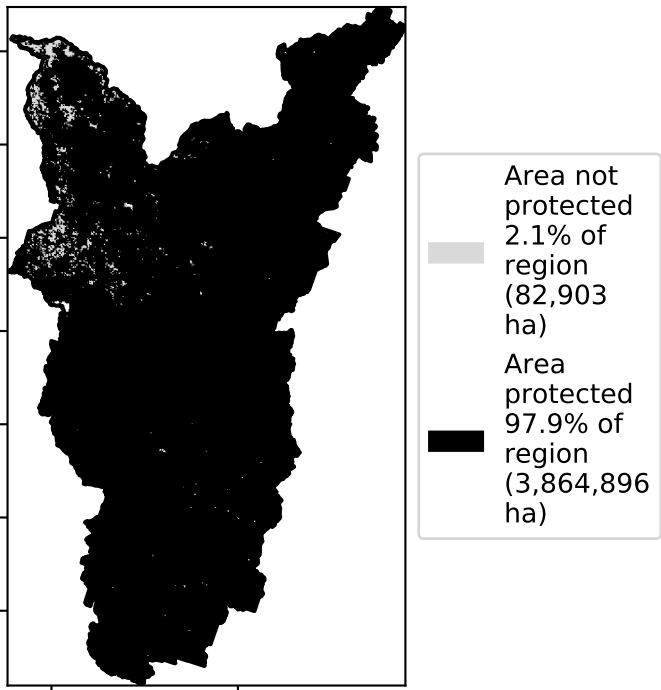 Area not
protected
2.1% of
region
(82,903
ha)
Area
protected
97.9% of
region
(3,864,896
ha)